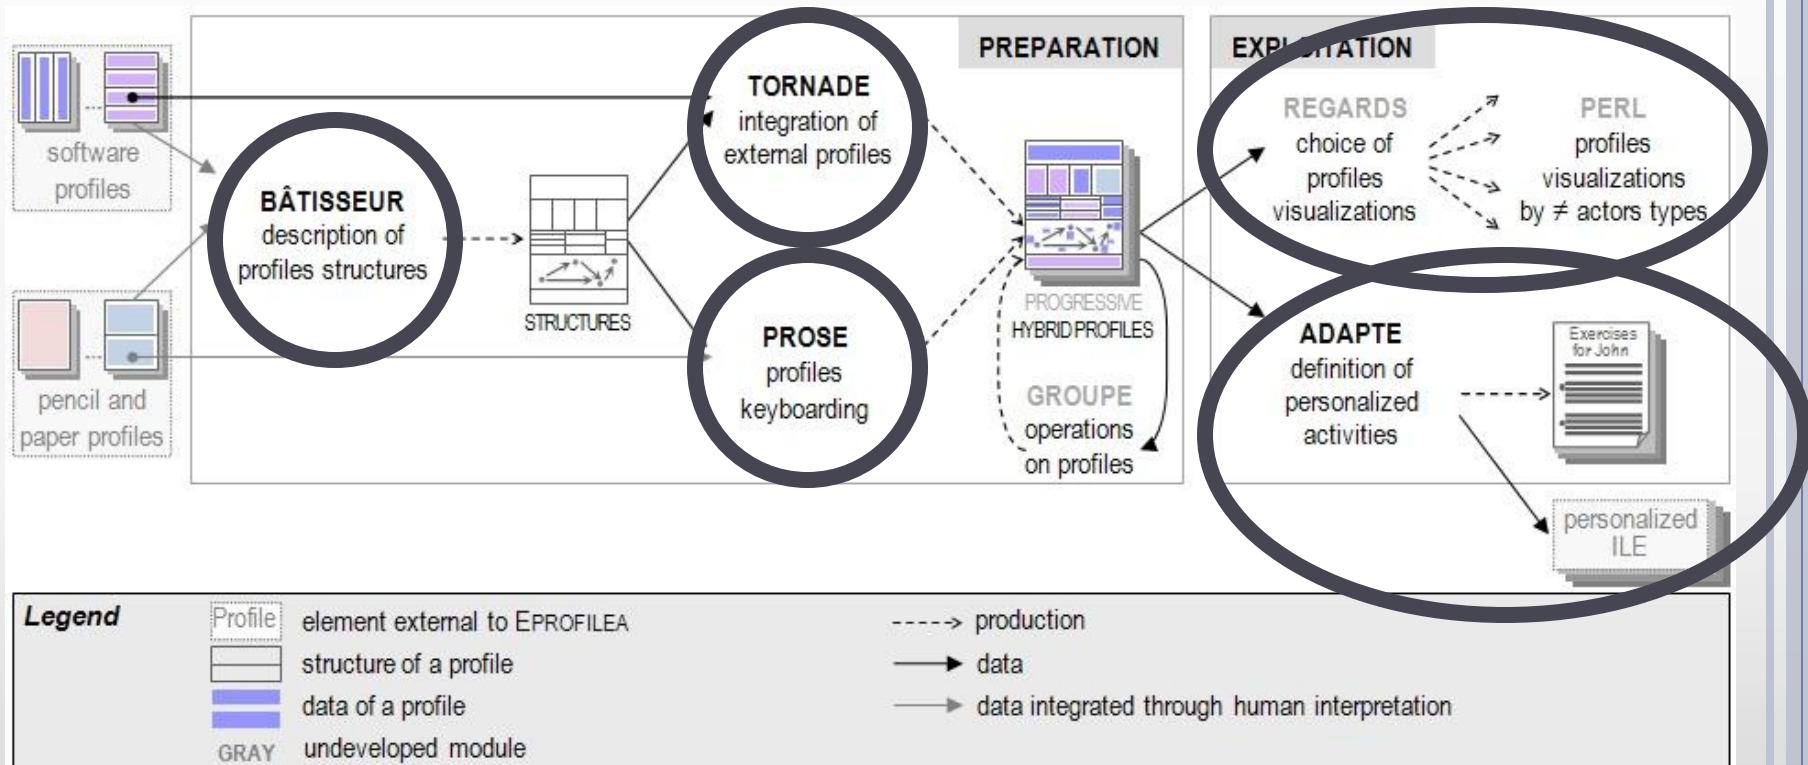 PREPARATION
EXPLOITATION
software
profiles
pencil and
paper profiles
BÂTISSEUR
description of
profiles structures
STRUCTURES
TORNADE
integration of
external profiles
PROSE
profiles
keyboarding
PROGRESSIVE
HYBRID PROFILES
GROUPE
operations
on profiles
REGARDS
choice of
profiles
visualizations
PERL
profiles
visualizations
by ≠ actors types
ADAPTE
definition of
personalized
activities
Exercises
for John
personalized
ILE
Legend
Profile element external to EPROFILEA
structure of a profile
data of a profile
GRAY undeveloped module
production
data
data integrated through human interpretation